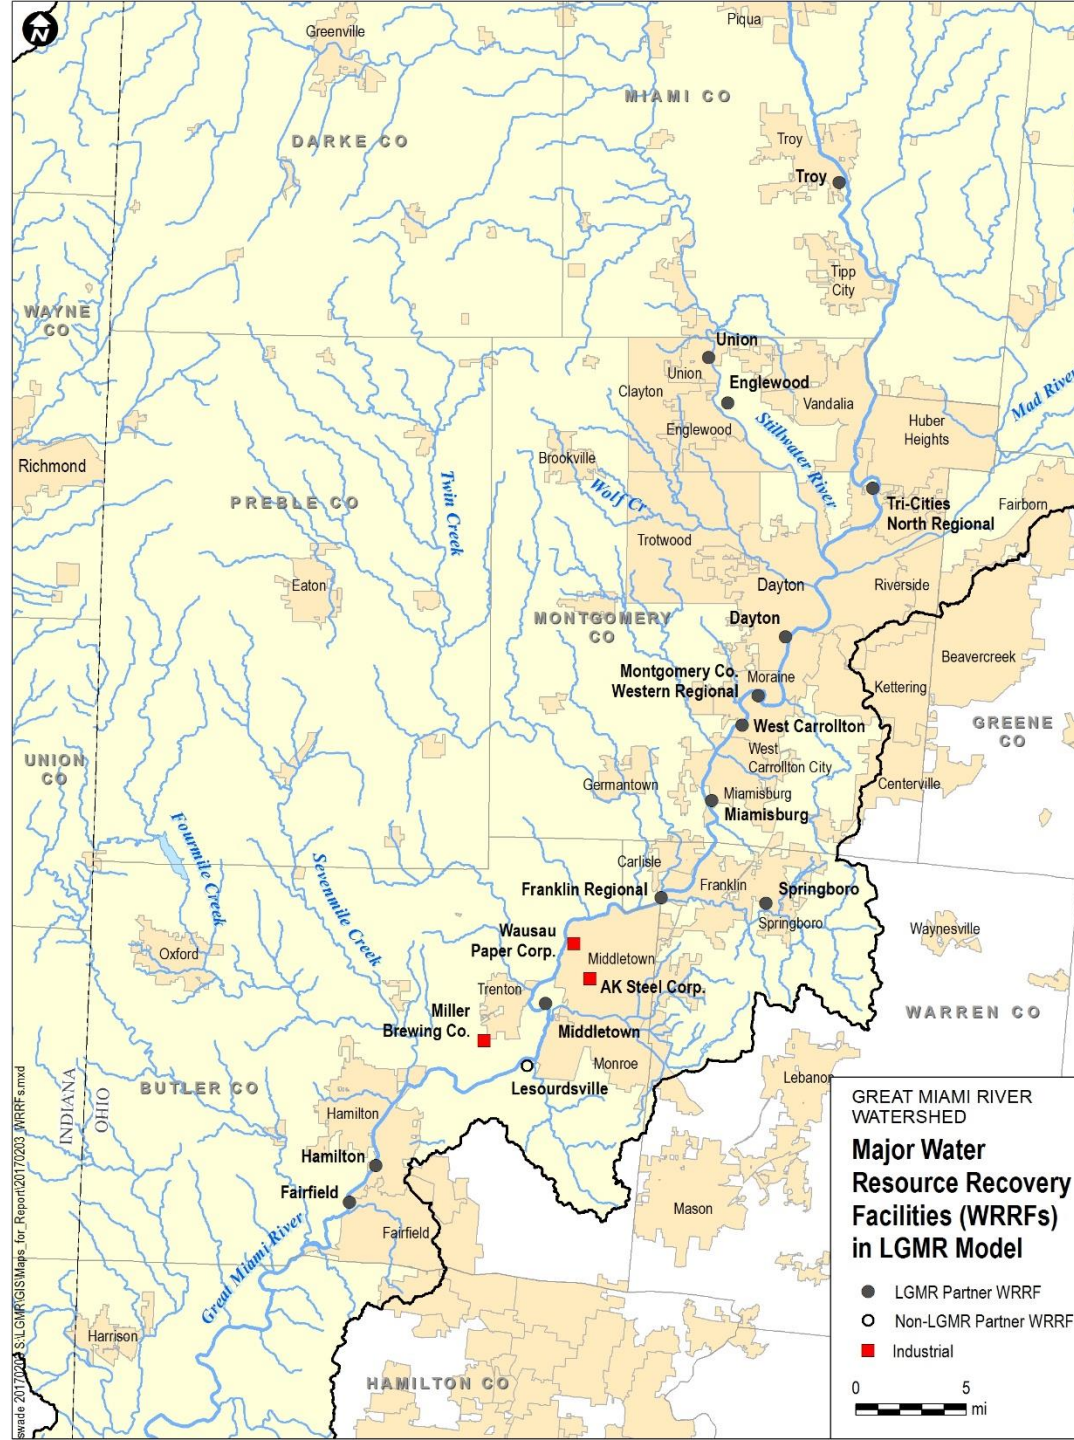 N
Piqua
Greenville
MIAMI CO
DARKE CO
Troy
Troy
Tipp
City
WAYNE
CO
Union
Union
Englewood
Clayton
Vandalia
Englewood
Stillwater River
Mad River
Huber
Heights
Richmond
Brookville
Wolf Cr
Twin Creek
PREBLE CO
Tri-Cities
North Regional
Fairborn
Trotwood
Eaton
Dayton
Riverside
MONTGOMERY
CO
Dayton
Beavercreek
Montgomery Co.
Western Regional
Moraine
Kettering
West Carrollton
GREENE
CO
West
Carrollton City
UNION
CO
Germantown
Centerville
Miamisburg
Miamisburg
Fourmile Creek
Sevenmile Creek
Carlisle
Franklin Regional
Franklin
Springboro
Springboro
Waynesville
Wausau
Paper Corp.
Middletown
Oxford
AK Steel Corp.
Trenton
WARREN CO
Miller
Brewing Co.
Middletown
Monroe
Lebanon
Lesourdsville
BUTLER CO
INDIANA
OHIO
Hamilton
Hamilton
Fairfield
Fairfield
Mason
Great Miami River
Harrison
HAMILTON CO
GREAT MIAMI RIVER
WATERSHED
Major Water
Resource Recovery
Facilities (WRRFs)
in LGMR Model
LGMR Partner WRRF
Non-LGMR Partner WRRF
Industrial
0 5
mi